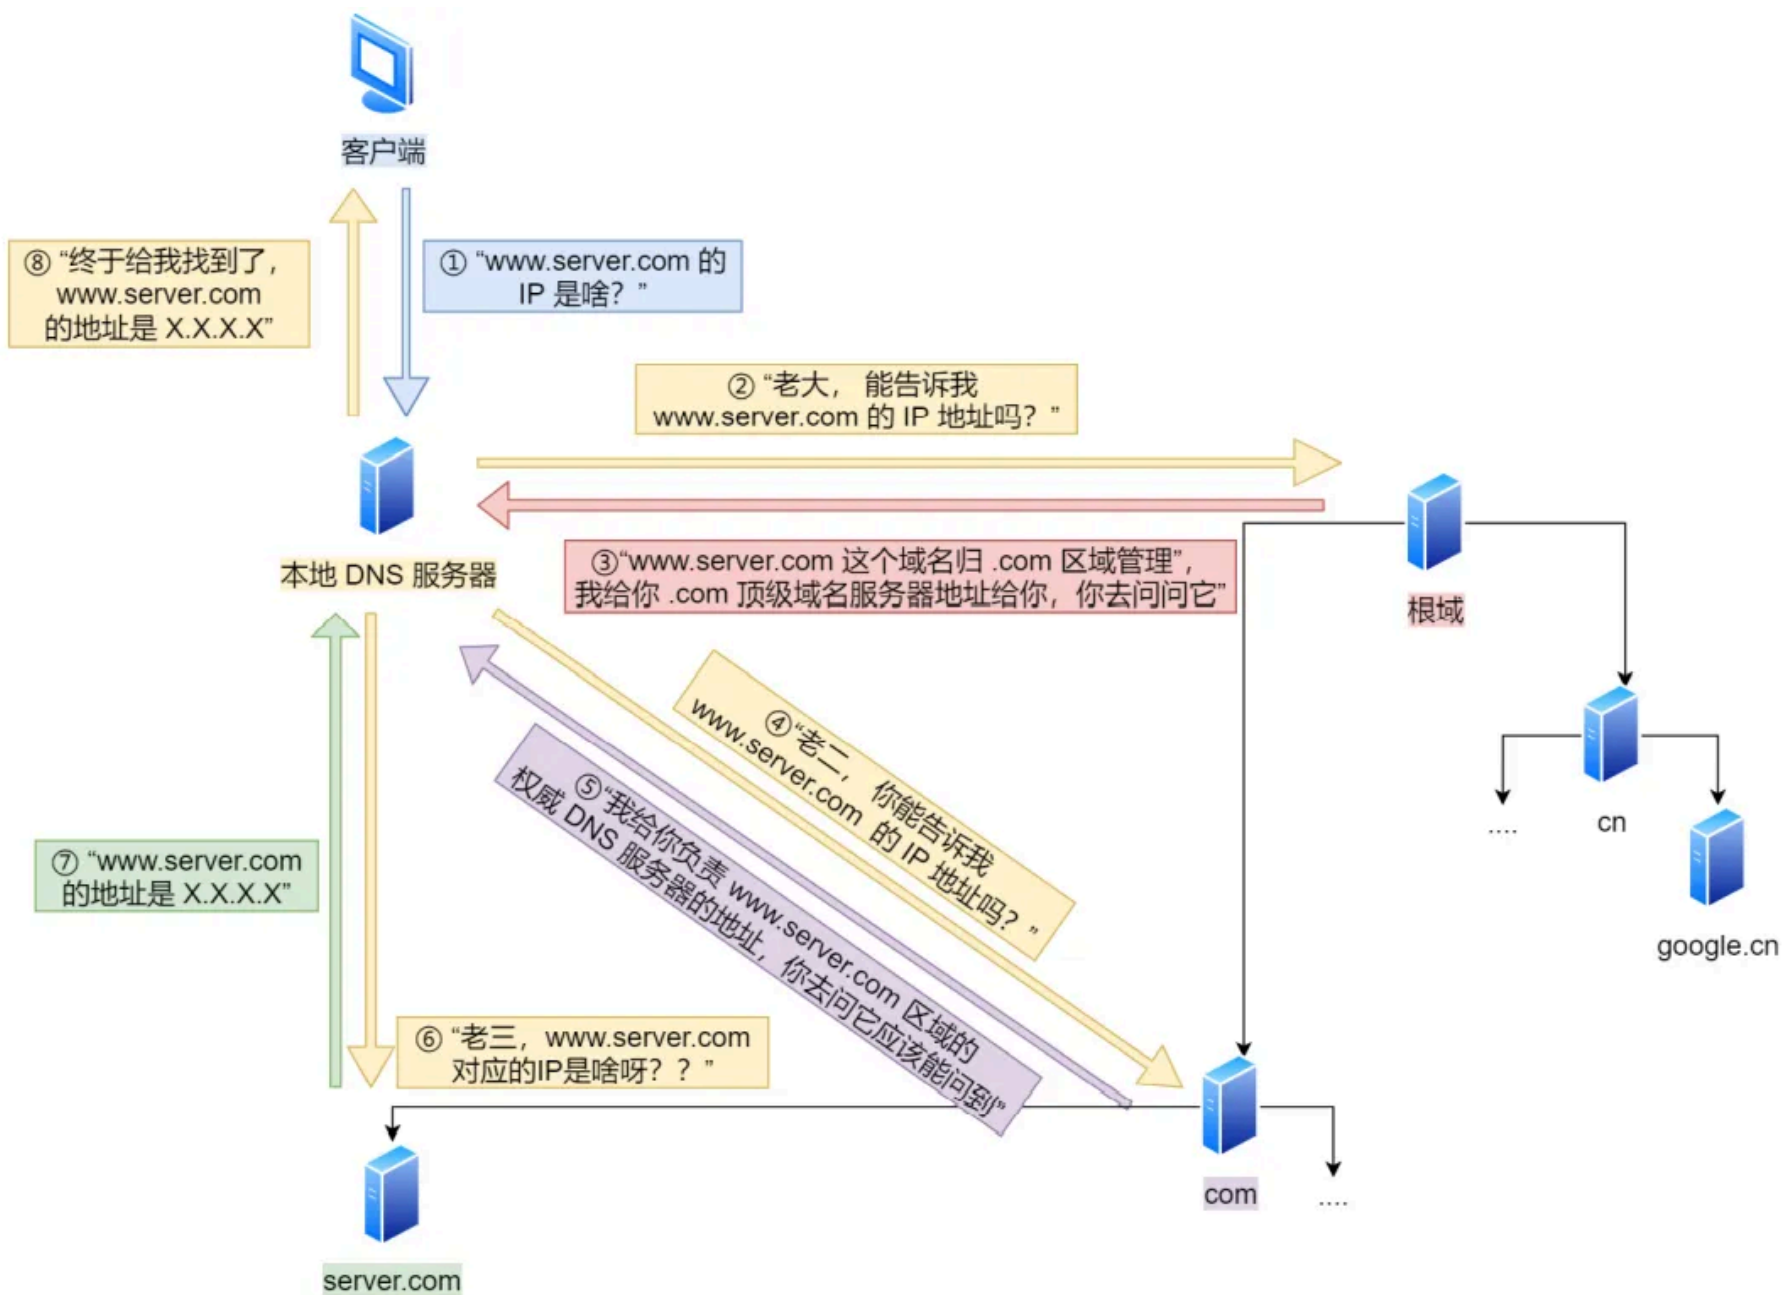 客户端
⑧ “终于给我找到了，
www.server.com
的地址是 X.X.X.X”
① “www.server.com 的
IP 是啥？”
② “老大， 能告诉我
www.server.com 的 IP 地址吗？”
本地 DNS 服务器
③“www.server.com 这个域名归 .com 区域管理”，
我给你 .com 顶级域名服务器地址给你，你去问问它”
根域
④“老二， 你能告诉我
www.server.com 的 IP 地址吗？”
⑤“我给你负责 www.server.com 区域的
权威 DNS 服务器的地址，你去问它应该能问到”
....
cn
google.cn
⑦ “www.server.com
的地址是 X.X.X.X”
⑥ “老三，www.server.com
对应的IP是啥呀？？”
com
....
server.com